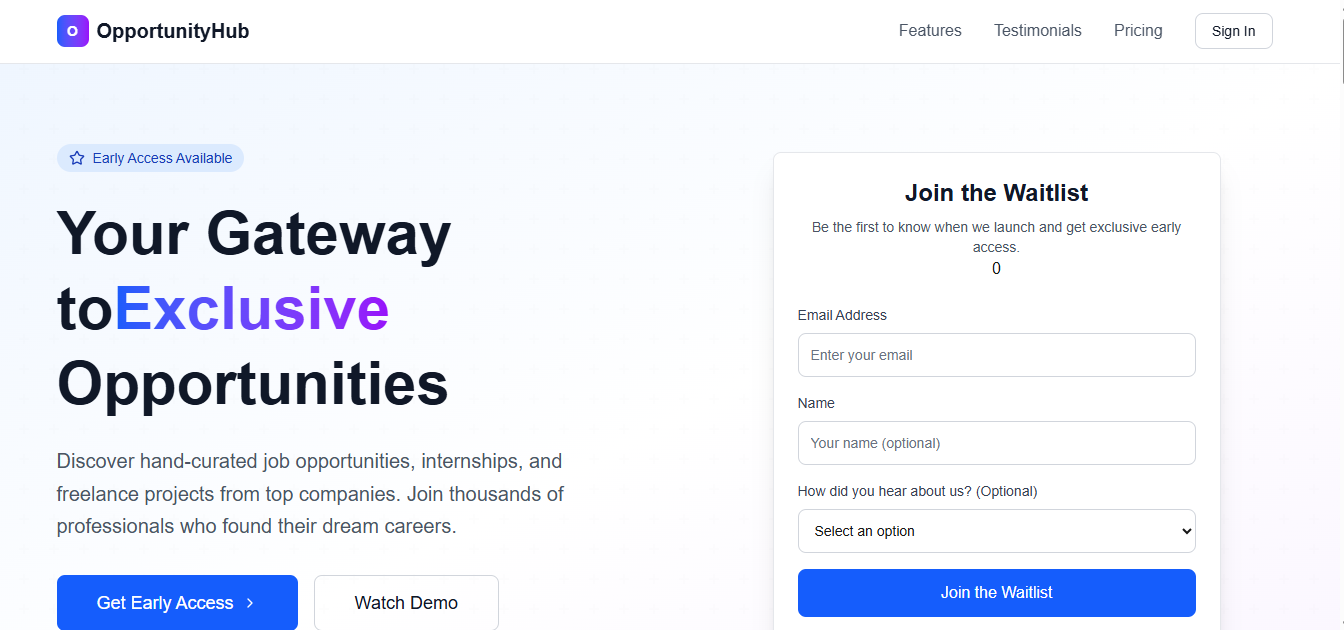 O OpportunityHub
Features Testimonials Pricing Sign In
Early Access Available
Your Gateway
toExclusive
Opportunities
Discover hand-curated job opportunities, internships, and
freelance projects from top companies. Join thousands of
professionals who found their dream careers.
Get Early Access
Watch Demo
Join the Waitlist
Be the first to know when we launch and get exclusive early
access.
0
Email Address
Enter your email
Name
Your name (optional)
How did you hear about us? (Optional)
Select an option
Join the Waitlist